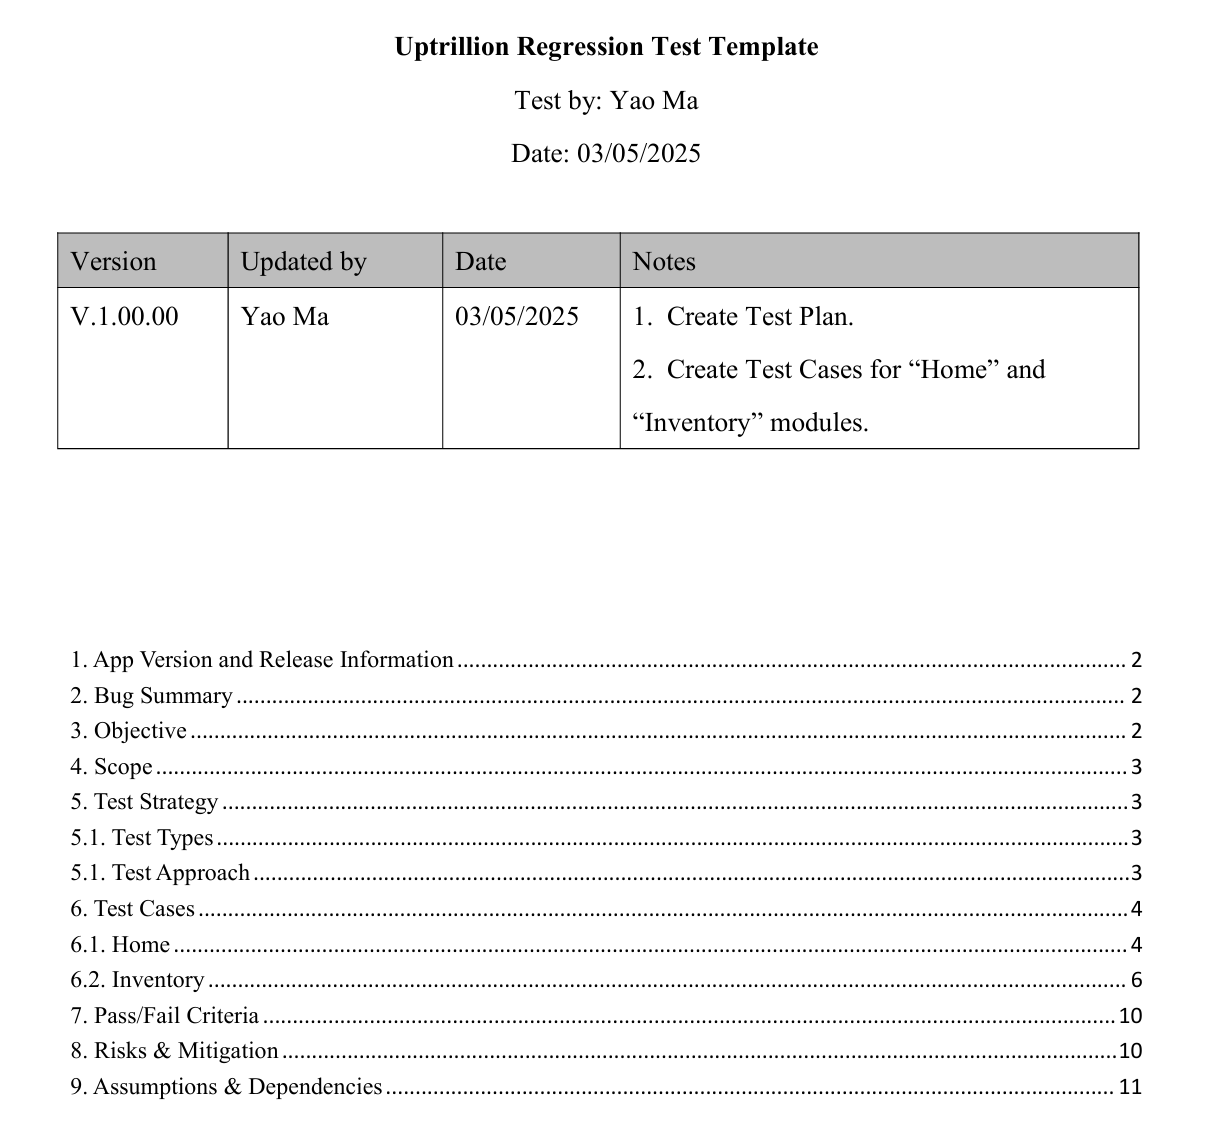 Uptrillion Regression Test Template
Test by: Yao Ma
Date: 03/05/2025
Version Updated by Date Notes
V.1.00.00 Yao Ma 03/05/2025 1. Create Test Plan.
2. Create Test Cases for “Home” and
“Inventory” modules.
1. App Version and Release Information 2
2. Bug Summary 2
3. Objective 2
4. Scope 3
5. Test Strategy 3
5.1. Test Types 3
5.1. Test Approach 3
6. Test Cases 4
6.1. Home 4
6.2. Inventory 6
7. Pass/Fail Criteria 10
8. Risks & Mitigation 10
9. Assumptions & Dependencies 11